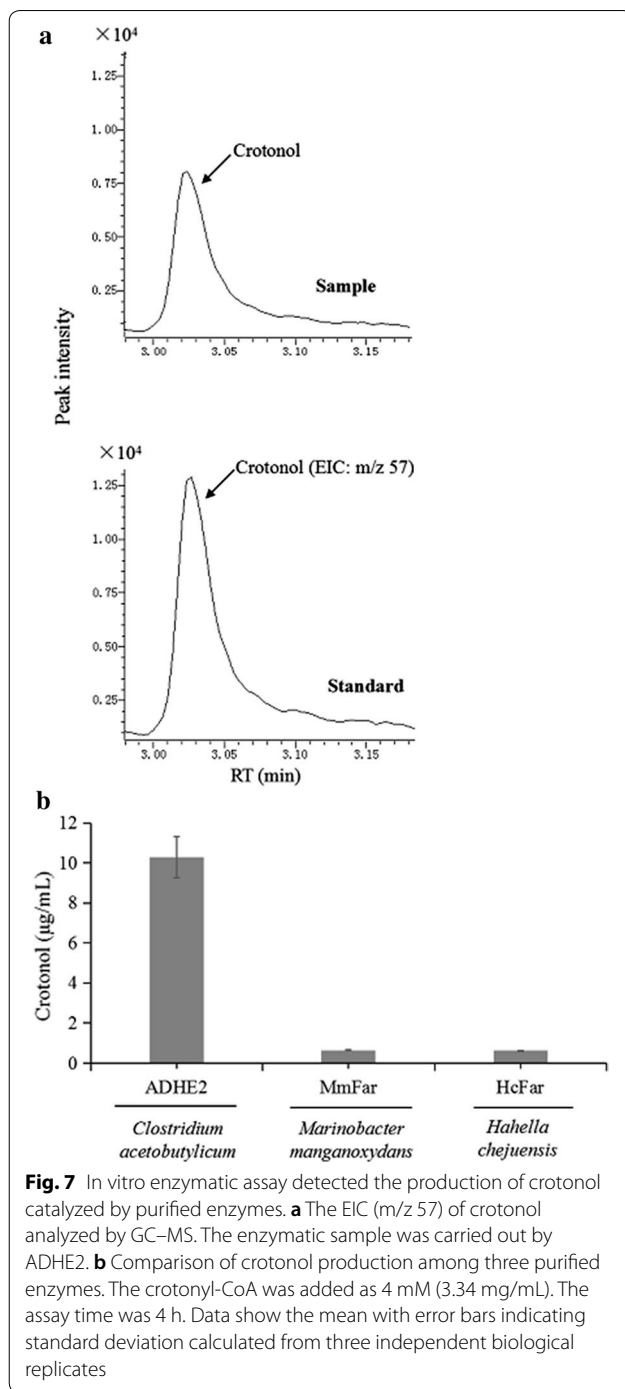 a
×10⁴
1.25
1.00
0.75
0.50
0.25
Crotonol
Sample
3.00 3.05 3.10 3.15
Peak intensity
×10⁴
1.25
1.00
0.75
0.50
0.25
Crotonol (EIC: m/z 57)
Standard
3.00 3.05 3.10 3.15
RT (min)
b
12
10
8
6
4
2
0
Crotonol (µg/mL)
ADHE2 MmFar HcFar
Clostridium Marinobacter Hahella
acetobutylicum manganoxydans chejuensis
Fig. 7 In vitro enzymatic assay detected the production of crotonol
catalyzed by purified enzymes. a The EIC (m/z 57) of crotonol
analyzed by GC–MS. The enzymatic sample was carried out by
ADHE2. b Comparison of crotonol production among three purified
enzymes. The crotonyl-CoA was added as 4 mM (3.34 mg/mL). The
assay time was 4 h. Data show the mean with error bars indicating
standard deviation calculated from three independent biological
replicates